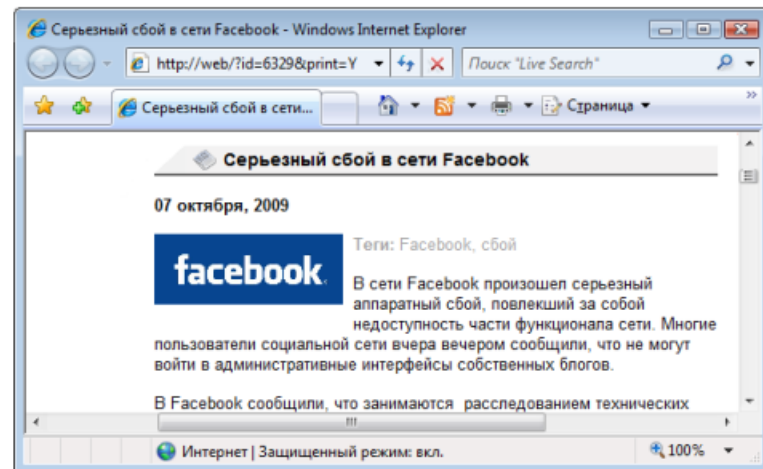 Серьезный сбой в сети Facebook - Windows Internet Explorer
http://web/?id=6329&print=Y
Поиск "Live Search"
Серьезный сбой в сети...
Страница
Серьезный сбой в сети Facebook
07 октября, 2009
facebook
Теги: Facebook, сбой
В сети Facebook произошел серьезный
аппаратный сбой, повлекший за собой
недоступность части функционала сети. Многие
пользователи социальной сети вчера вечером сообщили, что не могут
войти в административные интерфейсы собственных блогов.
В Facebook сообщили, что занимаются расследованием технических
Интернет | Защищенный режим: вкл.
100%